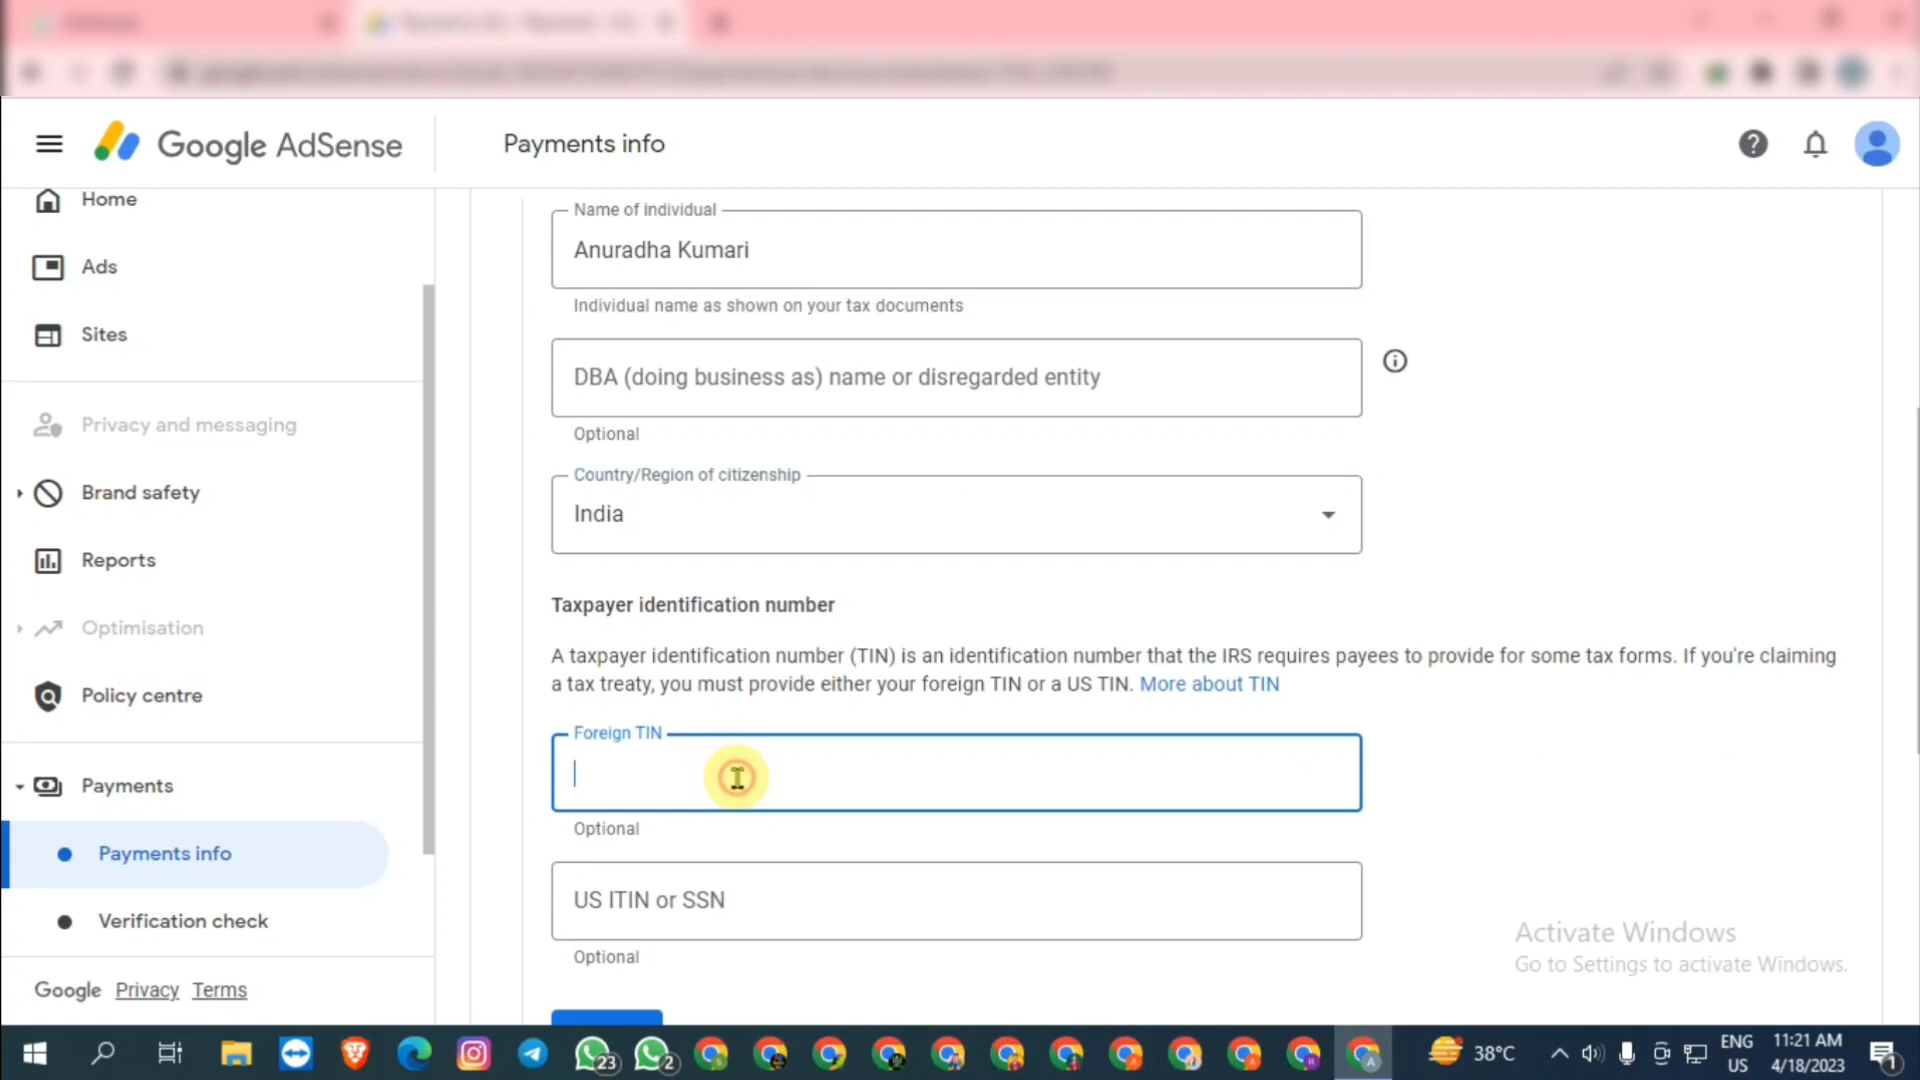 Google AdSense
Payments info
Home
Ads
Sites
Privacy and messaging
Brand safety
Reports
Optimisation
Policy centre
Payments
Payments info
Verification check
Google Privacy Terms
Name of individual
Anuradha Kumari
Individual name as shown on your tax documents
DBA (doing business as) name or disregarded entity
Optional
Country/Region of citizenship
India
Taxpayer identification number
A taxpayer identification number (TIN) is an identification number that the IRS requires payees to provide for some tax forms. If you're claiming
a tax treaty, you must provide either your foreign TIN or a US TIN. More about TIN
Foreign TIN
Optional
US ITIN or SSN
Optional
Activate Windows
Go to Settings to activate Windows.
23
2
38°C
ENG
US
11:21 AM
4/18/2023
1